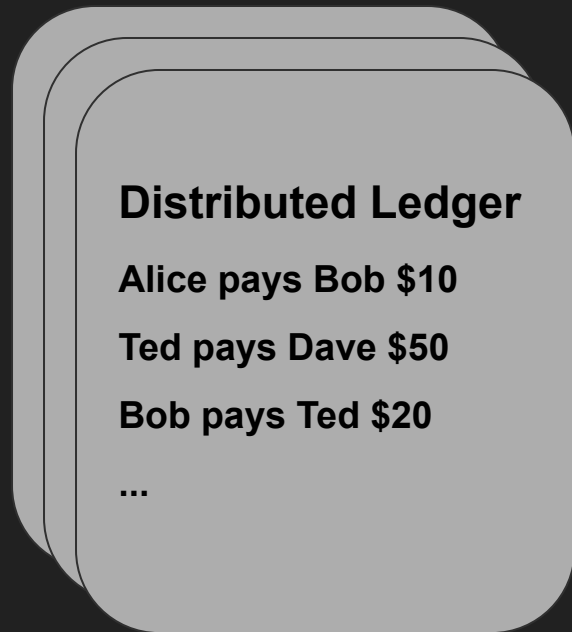 Distributed Ledger
Alice pays Bob $10
Ted pays Dave $50
Bob pays Ted $20
...